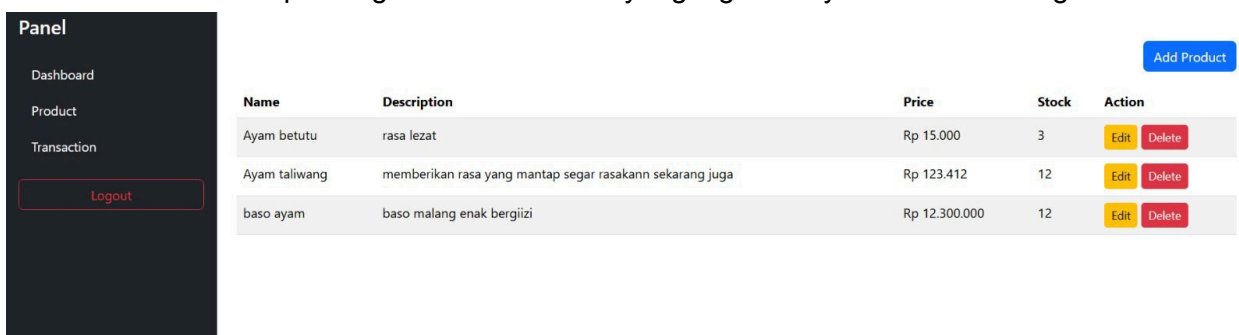 Panel
Dashboard
Product
Transaction
Logout
Add Product
Name Description Price Stock Action
Ayam betutu rasa lezat Rp 15.000 3 Edit Delete
Ayam taliwang memberikan rasa yang mantap segar rasakann sekarang juga Rp 123.412 12 Edit Delete
baso ayam baso malang enak bergiizi Rp 12.300.000 12 Edit Delete